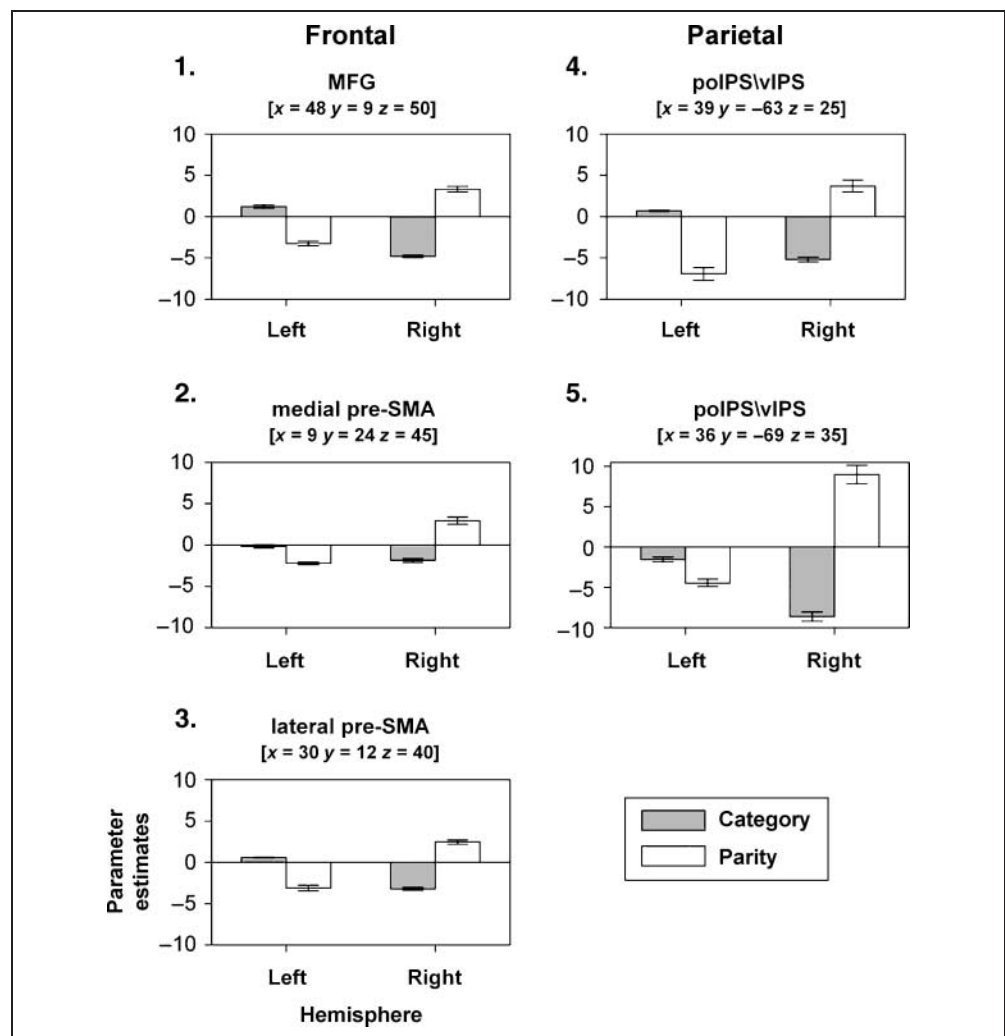 Frontal
Parietal
1.
MFG
[x = 48 y = 9 z = 50]
10
5
0
−5
−10
Left
Right
4.
poIPS\vIPS
[x = 39 y = −63 z = 25]
10
5
0
−5
−10
Left
Right
2.
medial pre-SMA
[x = 9 y = 24 z = 45]
10
5
0
−5
−10
Left
Right
5.
poIPS\vIPS
[x = 36 y = −69 z = 35]
10
5
0
−5
−10
Left
Right
3.
lateral pre-SMA
[x = 30 y = 12 z = 40]
10
5
0
−5
−10
Parameter
estimates
Left
Right
Hemisphere
Category
Parity